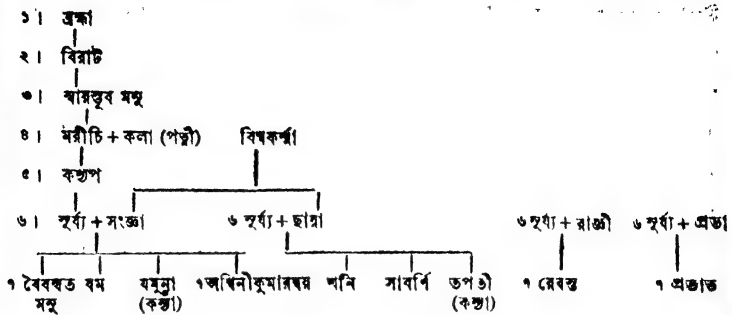 ১। ব্রহ্মা
২। বিরাট
৩। স্বায়ম্ভুব মনু
৪। মরীচি + কলা (পত্নী) বিশ্বকর্ম্মা
৫। কশ্যপ
৬। সূর্য্য + সংজ্ঞা ৬ সূর্য্য + ছায়া ৬ সূর্য্য + রাজ্ঞী ৬ সূর্য্য + প্রভা
৭ বৈবস্বত যম যমুনা ৭ অশ্বিনীকুমারদ্বয় শনি সাবর্ণি তপতী ৭ রেবন্ত ৭ প্রভাত
মনু (কন্যা) (কন্যা)